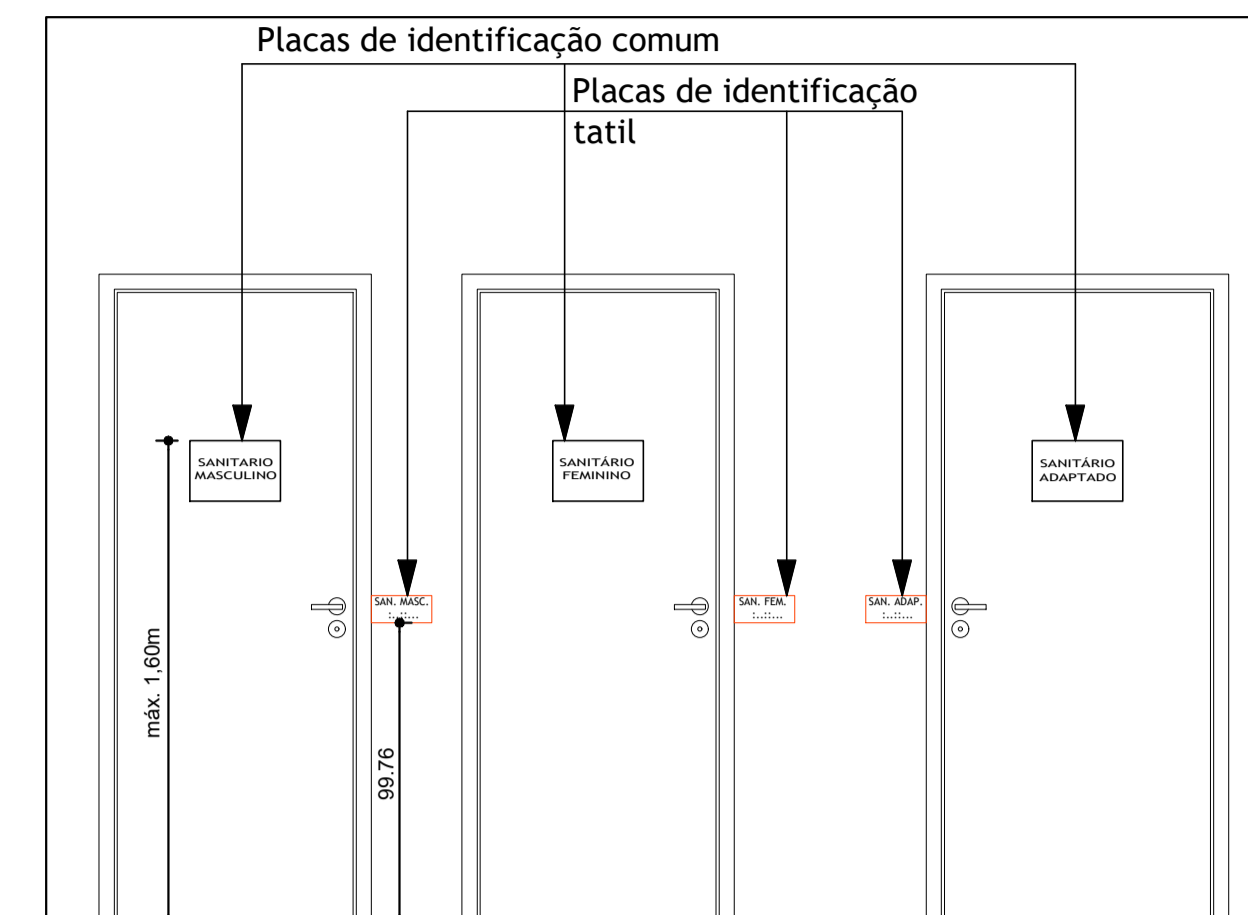 Placas de identificação comum
Placas de identificação
tatil
SANITARIO
MASCULINO
SANITÁRIO
FEMININO
SANITÁRIO
ADAPTADO
SAN. MASC.
SAN. FEM.
SAN. ADAP.
máx. 1,60m
99.76